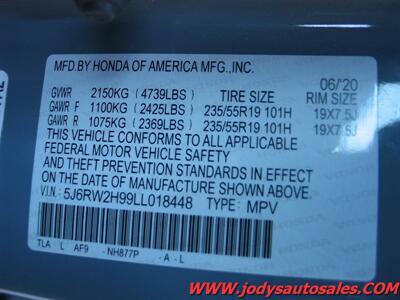 MFD.BY HONDA OF AMERICA MFG.,INC. 06/'20
GVWR 2150KG (4739LBS) TIRE SIZE RIM SIZE
GAWR F 1100KG (2425LBS) 235/55R19 101H 19X7.5J
GAWR R 1075KG (2369LBS) 235/55R19 101H 19X7.5J
THIS VEHICLE CONFORMS TO ALL APPLICABLE
FEDERAL MOTOR VEHICLE SAFETY
AND THEFT PREVENTION STANDARDS IN EFFECT
ON THE DATE OF MANUFACTURE SHOWN ABOVE.
VIN: 5J6RW2H99LL018448 TYPE: MPV
TLA L AF9 - NH877P - A - L
www.jodysautosales.com